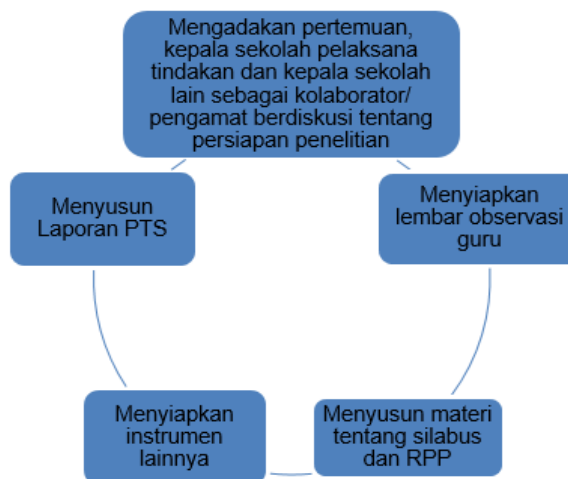 Mengadakan pertemuan,
kepala sekolah pelaksana
tindakan dan kepala sekolah
lain sebagai kolaborator/
pengamat berdiskusi tentang
persiapan penelitian
Menyiapkan
lembar observasi
guru
Menyusun materi
tentang silabus
dan RPP
Menyiapkan
instrumen
lainnya
Menyusun
Laporan PTS